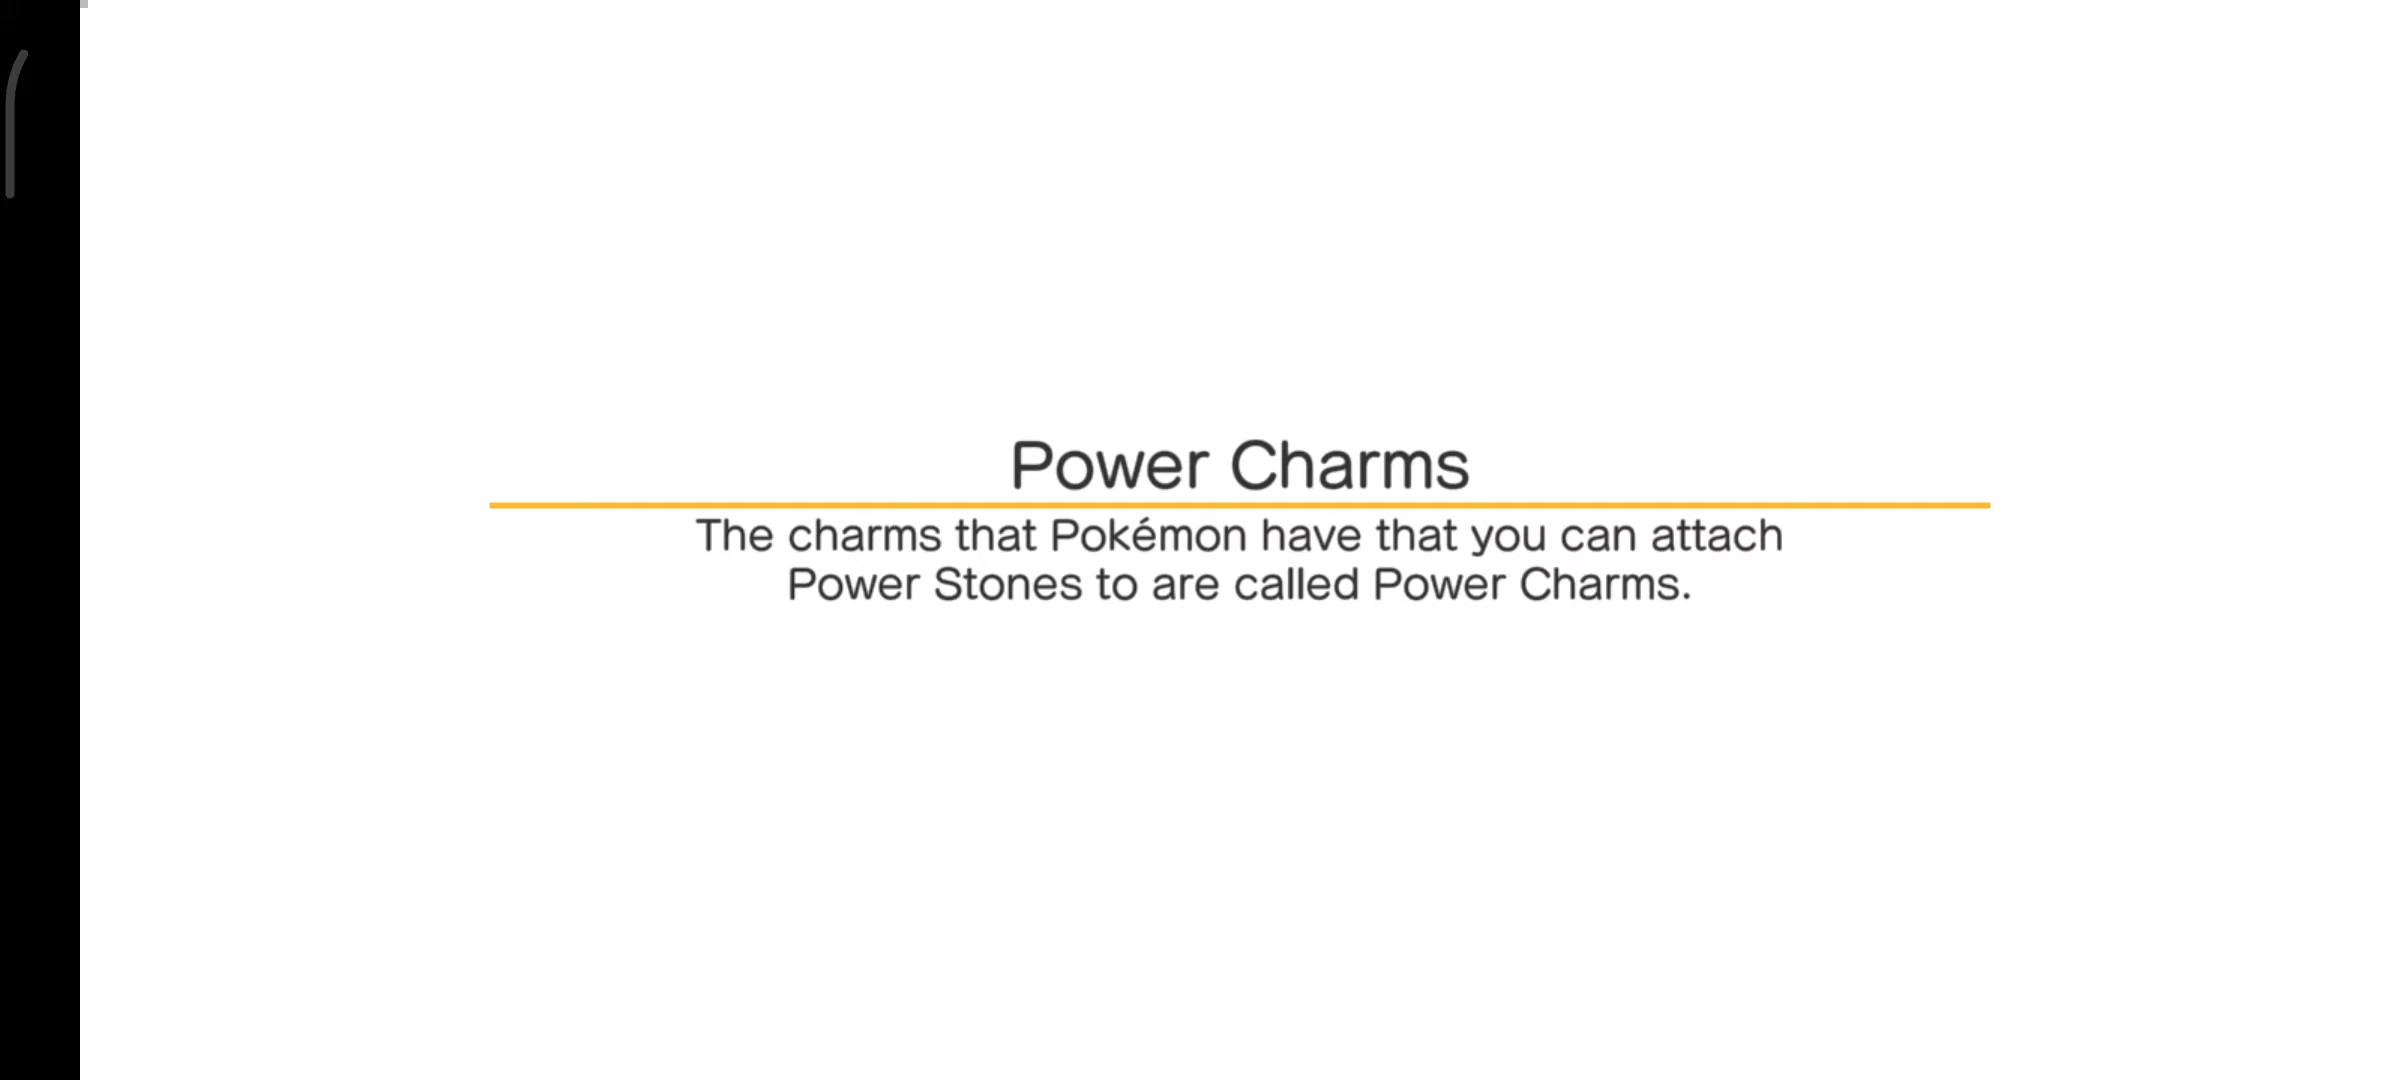 Power Charms
The charms that Pokémon have that you can attach
Power Stones to are called Power Charms.